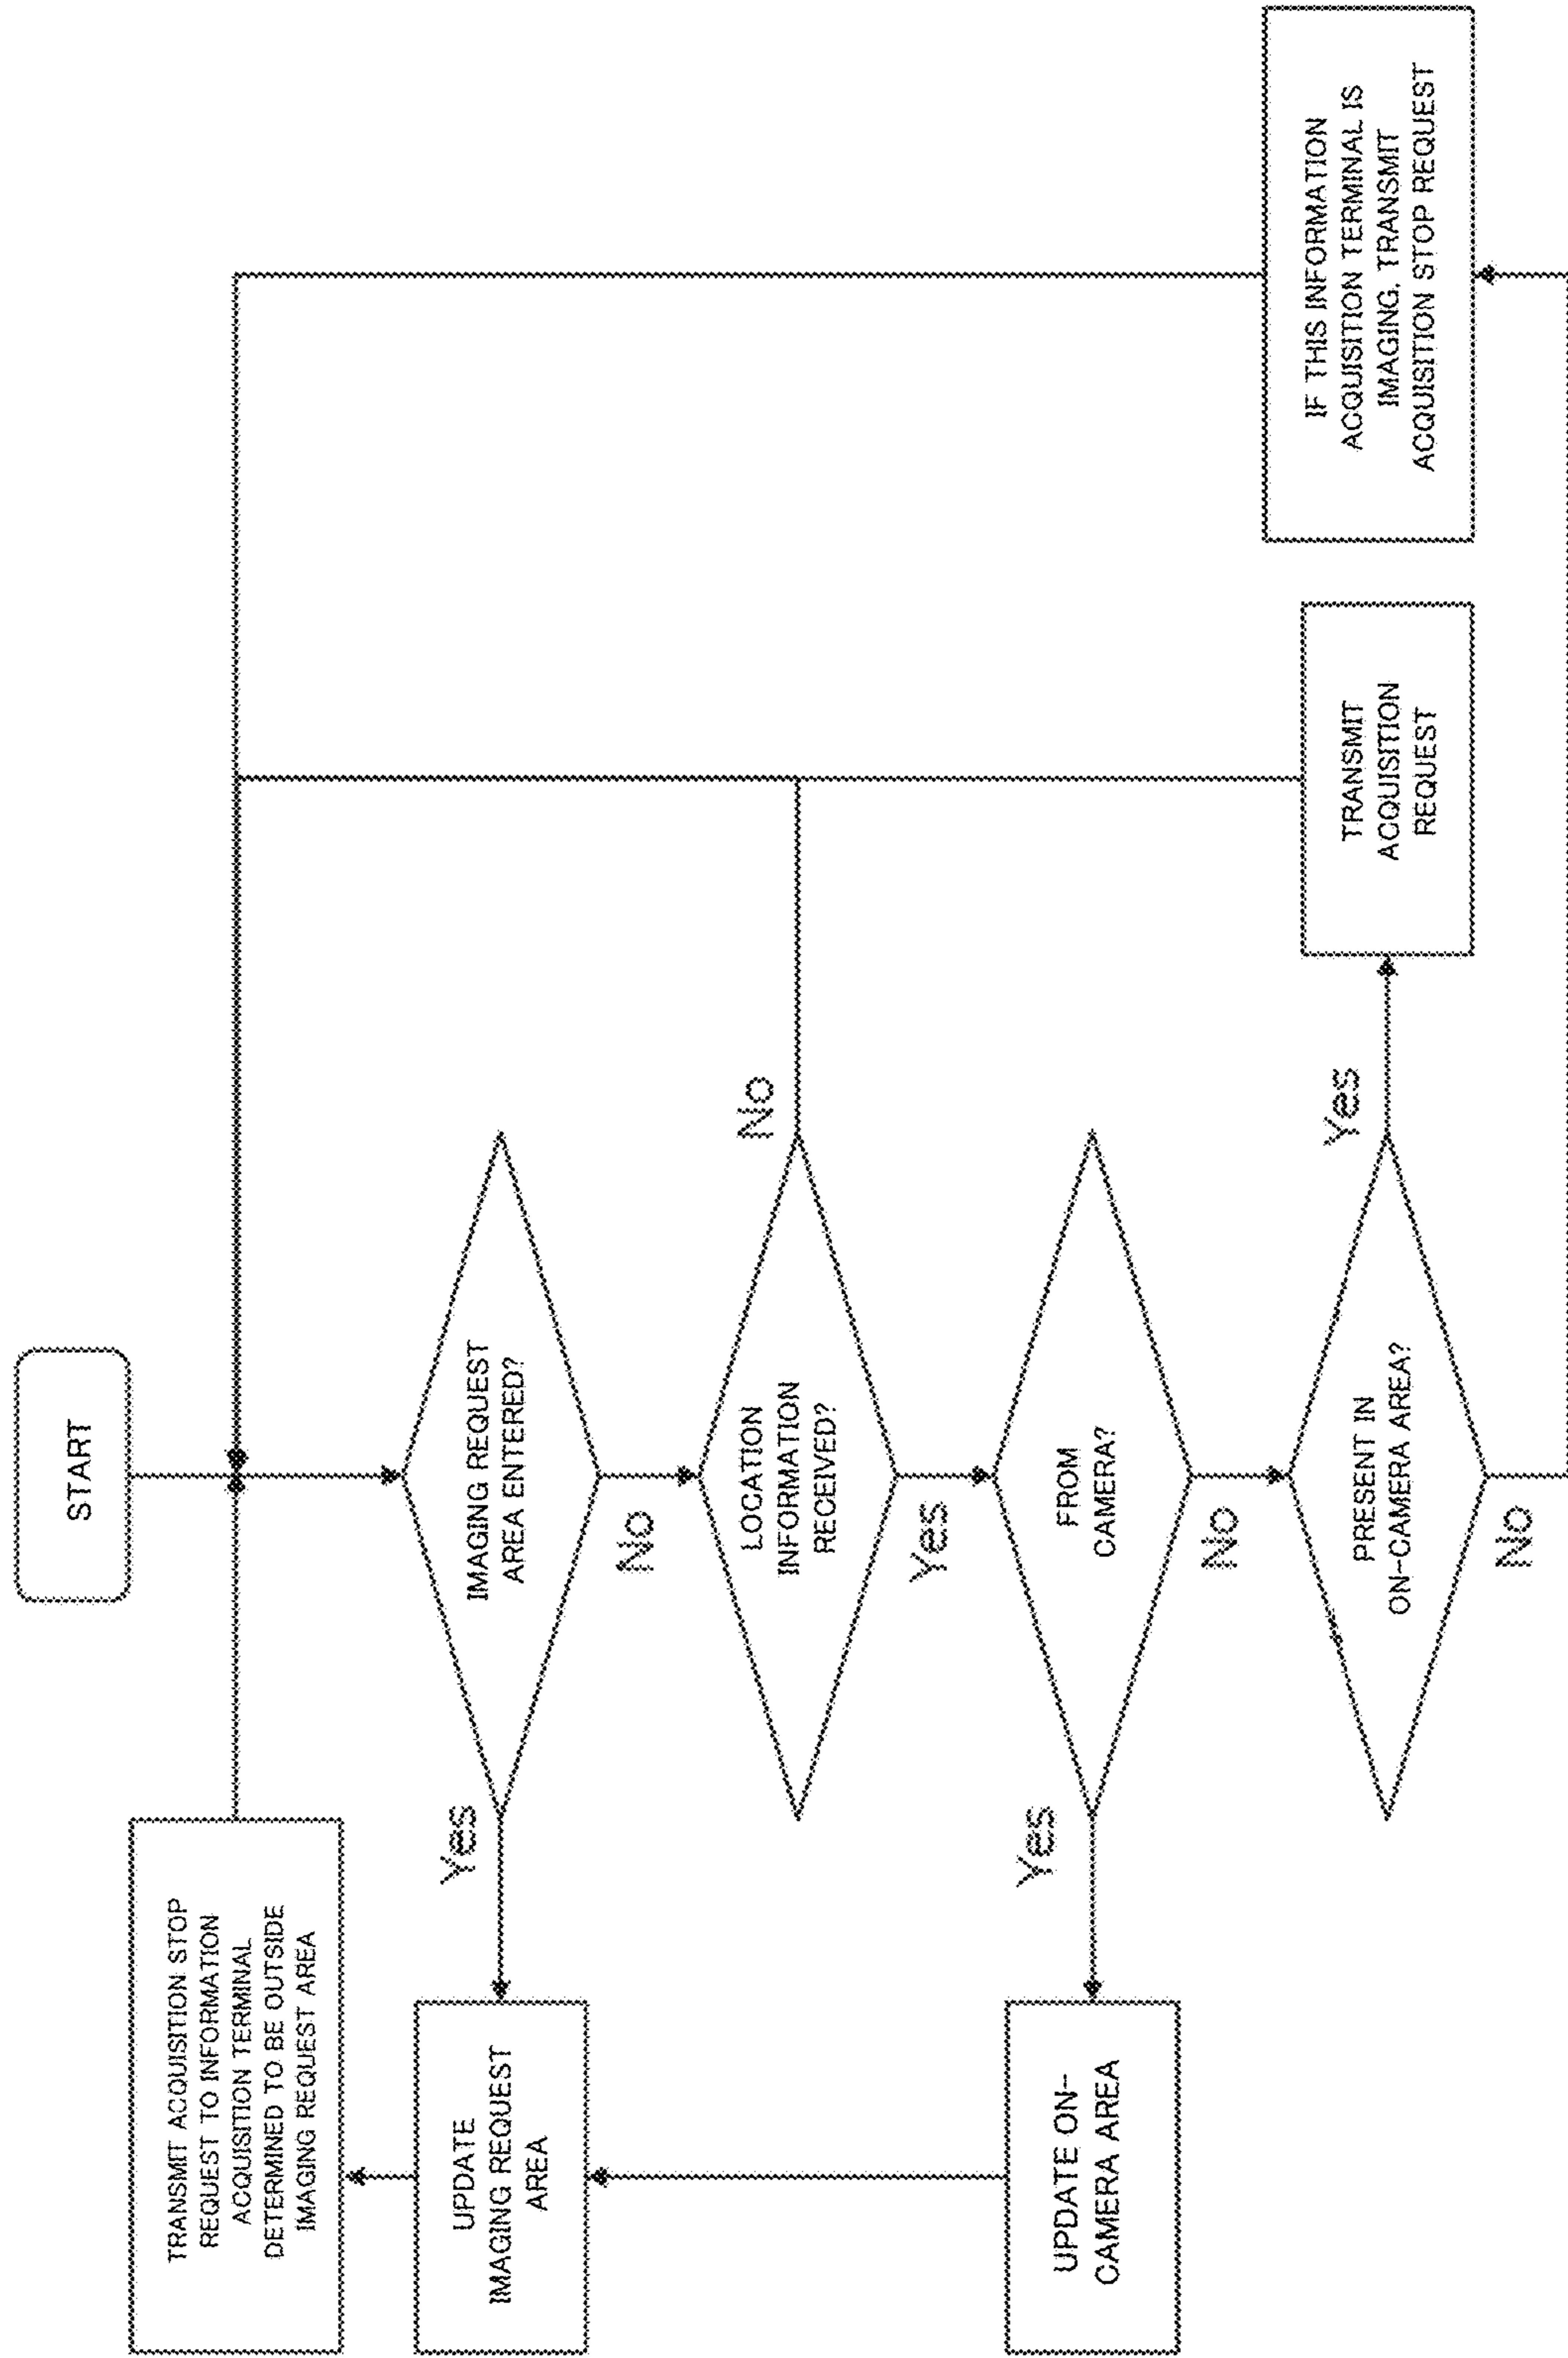 START
TRANSMIT ACQUISITION STOP
REQUEST TO INFORMATION
ACQUISITION TERMINAL
DETERMINED TO BE OUTSIDE
IMAGING REQUEST AREA
IMAGING REQUEST
AREA ENTERED?
Yes
No
UPDATE
IMAGING REQUEST
AREA
LOCATION
INFORMATION
RECEIVED?
No
Yes
FROM
CAMERA?
Yes
No
UPDATE ON-
CAMERA AREA
PRESENT IN
ON-CAMERA AREA?
Yes
No
TRANSMIT
ACQUISITION
REQUEST
IF THIS INFORMATION
ACQUISITION TERMINAL IS
IMAGING, TRANSMIT
ACQUISITION STOP REQUEST